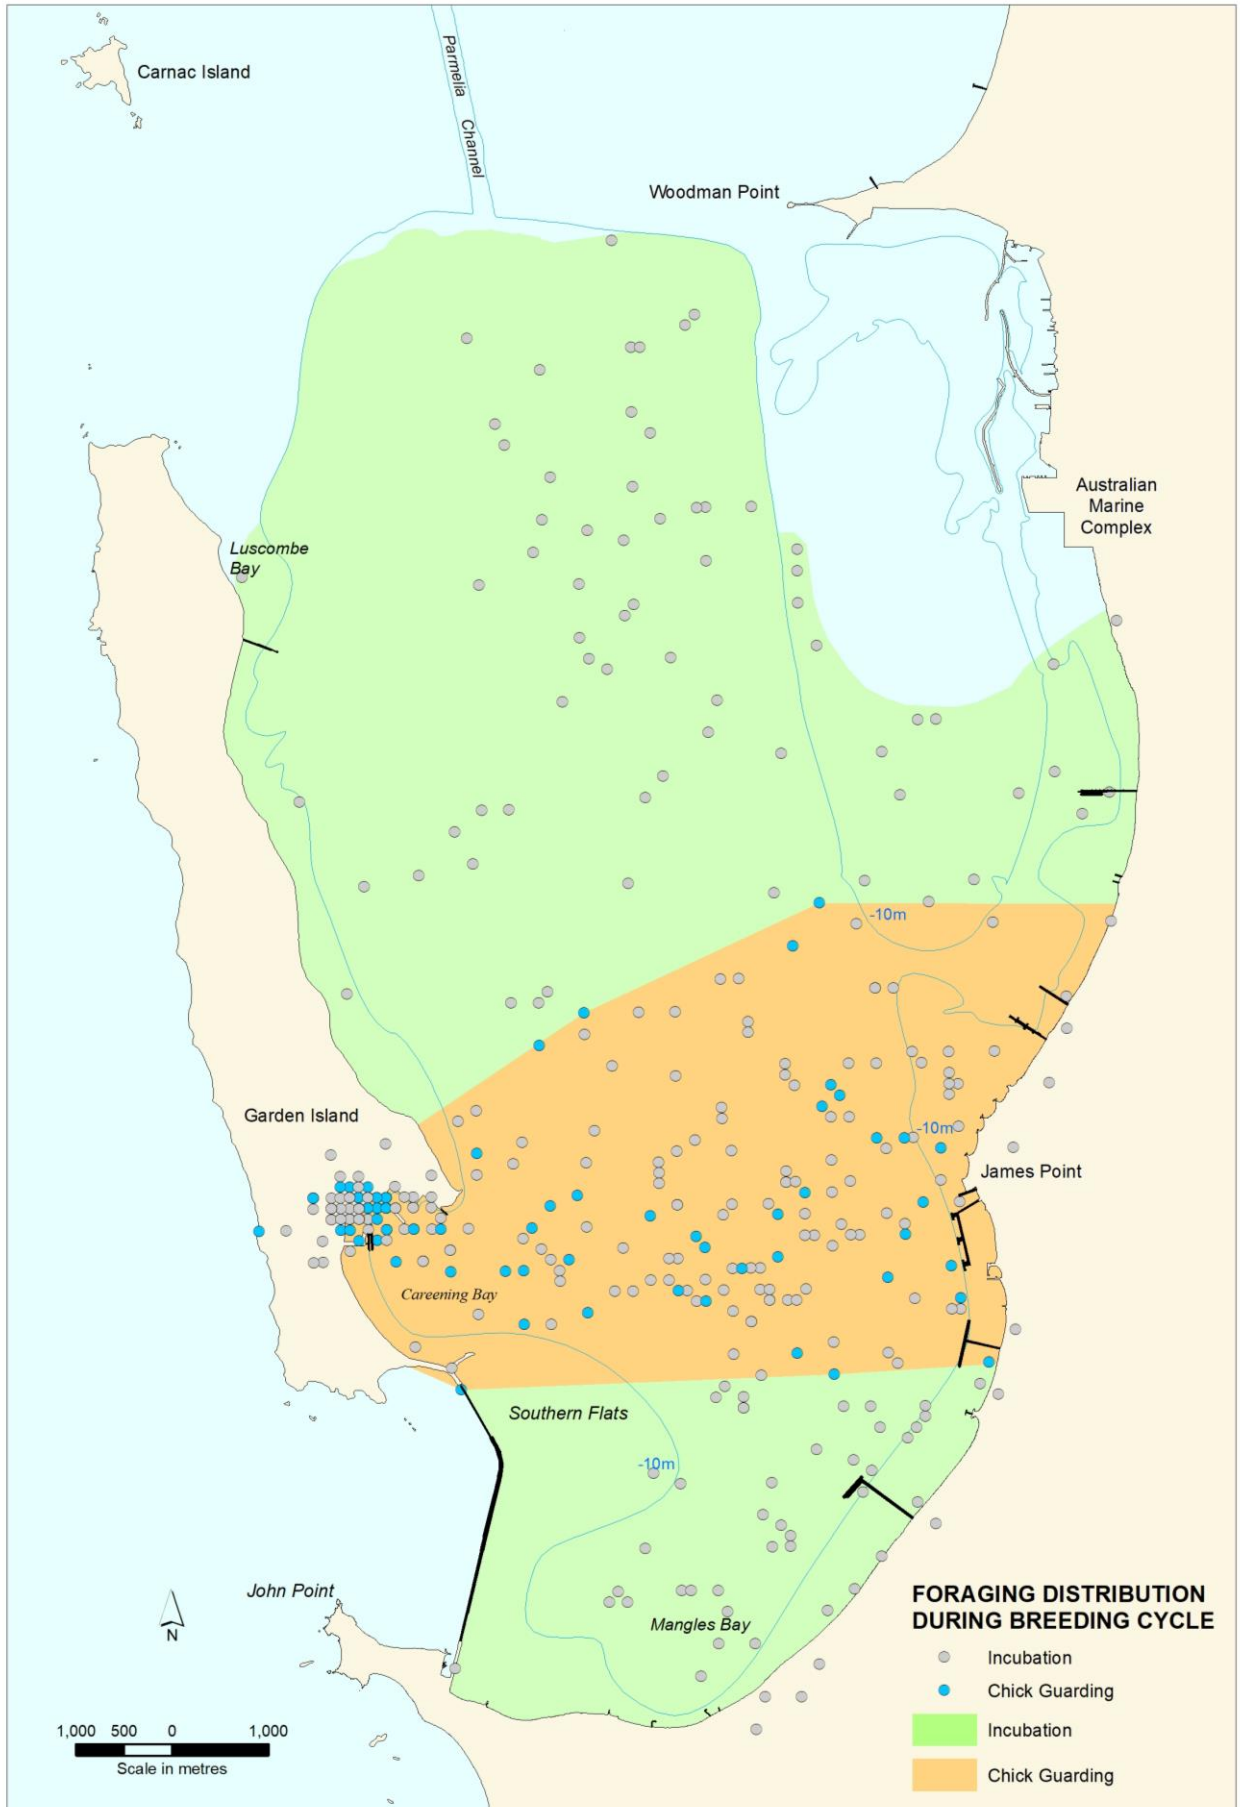 Carnac Island
Parmelia Channel
Woodman Point
Australian
Marine
Complex
Luscombe
Bay
-10m
Garden Island
-10m
James Point
Careening Bay
Southern Flats
-10m
John Point
N
Mangles Bay
FORAGING DISTRIBUTION
DURING BREEDING CYCLE
Incubation
Chick Guarding
Incubation
Chick Guarding
1,000 500 0 1,000
Scale in metres